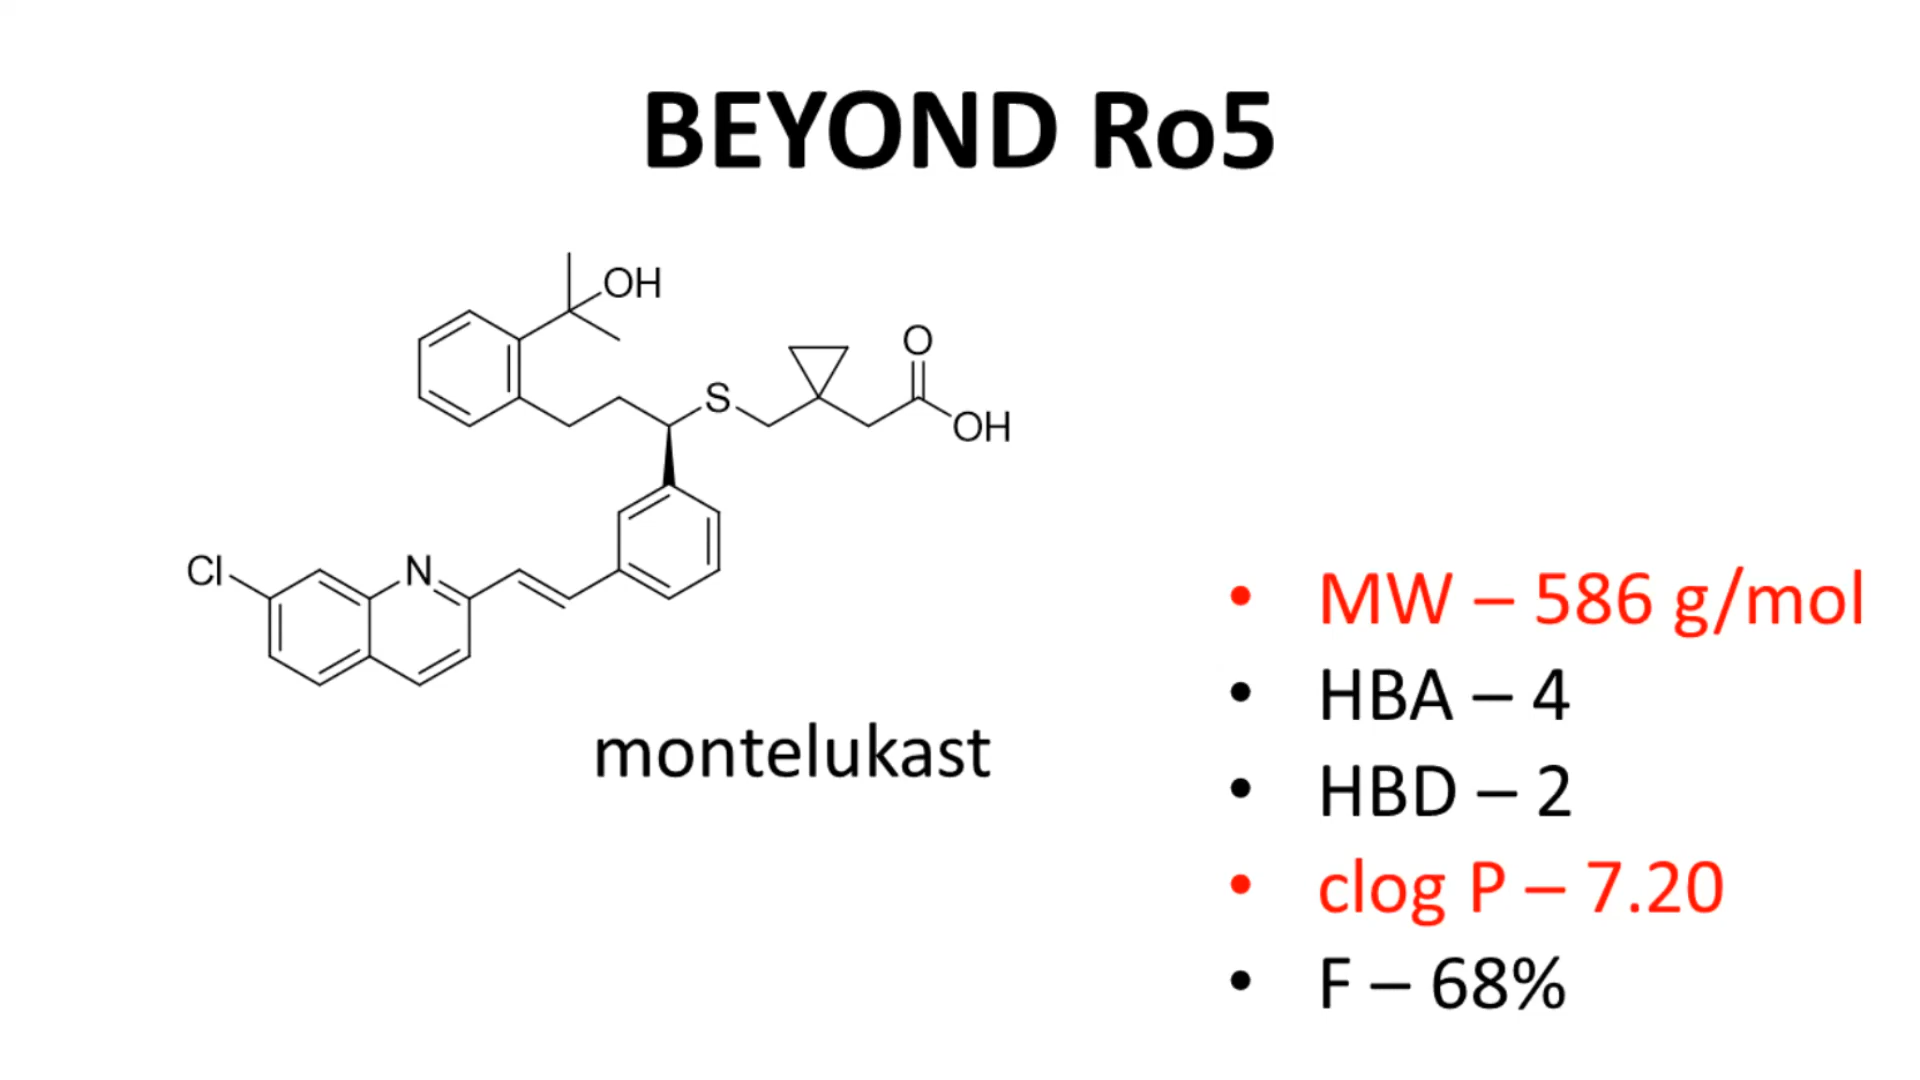 BEYOND Ro5
OH
O
S
OH
Cl
N
montelukast
• MW – 586 g/mol
• HBA – 4
• HBD – 2
• clog P – 7.20
• F – 68%